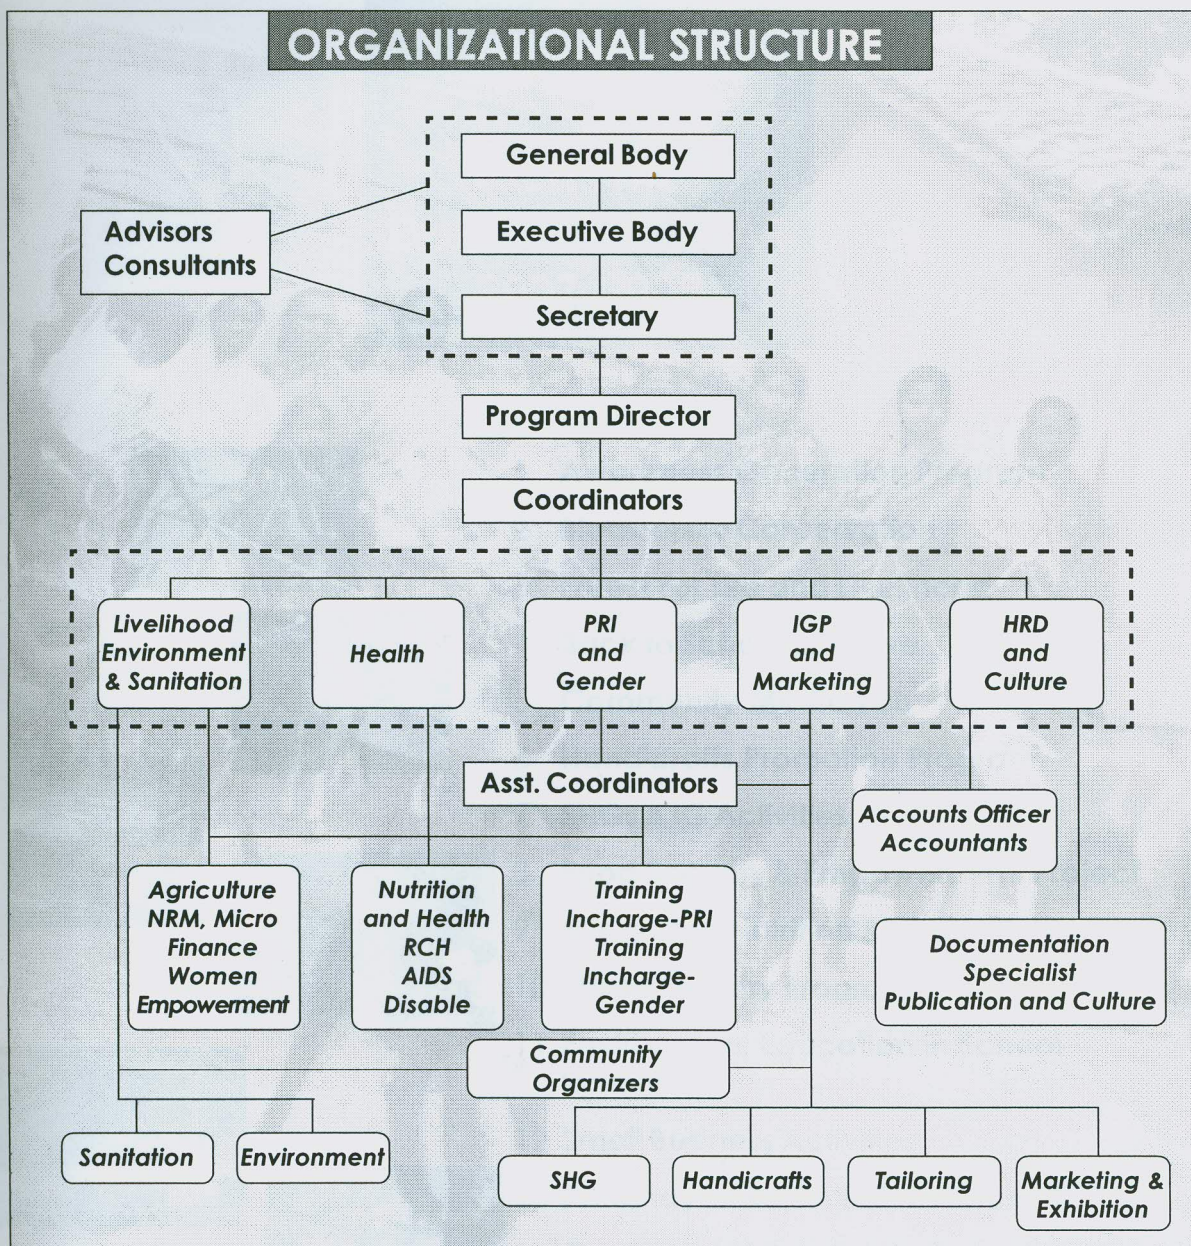 ORGANIZATIONAL STRUCTURE
General Body
Advisors
Consultants
Executive Body
Secretary
Program Director
Coordinators
Livelihood
Environment
& Sanitation
Health
PRI
and
Gender
IGP
and
Marketing
HRD
and
Culture
Asst. Coordinators
Accounts Officer
Accountants
Agriculture
NRM, Micro
Finance
Women
Empowerment
Nutrition
and Health
RCH
AIDS
Disable
Training
Incharge-PRI
Training
Incharge-
Gender
Documentation
Specialist
Publication and Culture
Community
Organizers
Sanitation
Environment
SHG
Handicrafts
Tailoring
Marketing &
Exhibition